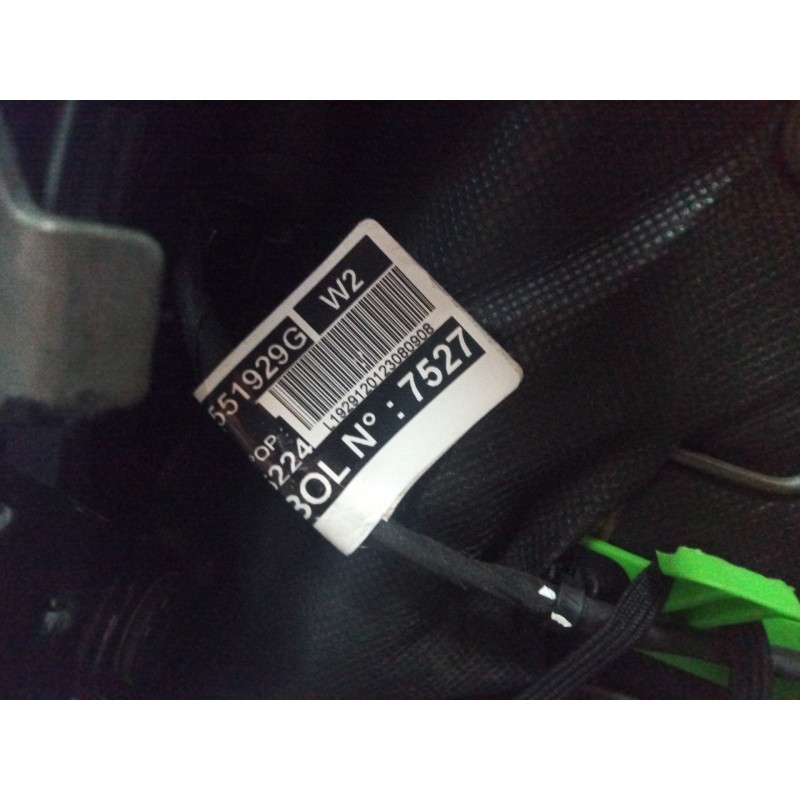 551929G W2
L1929120123080908
OP:
224
BOL N° : 7527